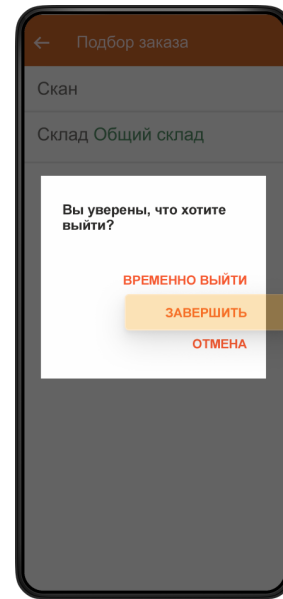 Подбор заказа
Скан
Склад Общий склад
Вы уверены, что хотите
выйти?
ВРЕМЕННО ВЫЙТИ
ЗАВЕРШИТЬ
ОТМЕНА